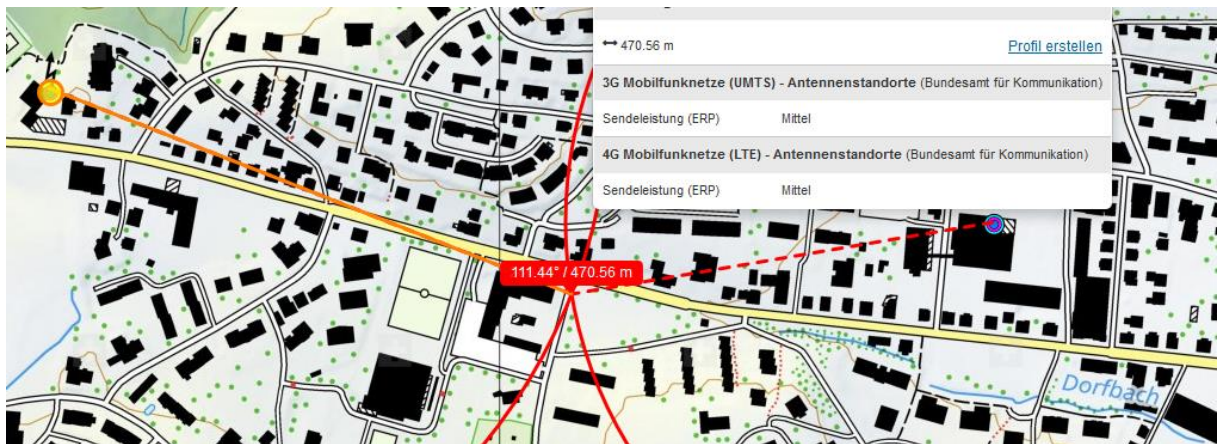 470.56 m Profil erstellen
3G Mobilfunknetze (UMTS) - Antennenstandorte (Bundesamt für Kommunikation)
Sendeleistung (ERP) Mittel
4G Mobilfunknetze (LTE) - Antennenstandorte (Bundesamt für Kommunikation)
Sendeleistung (ERP) Mittel
111.44° / 470.56 m
Dorfbach